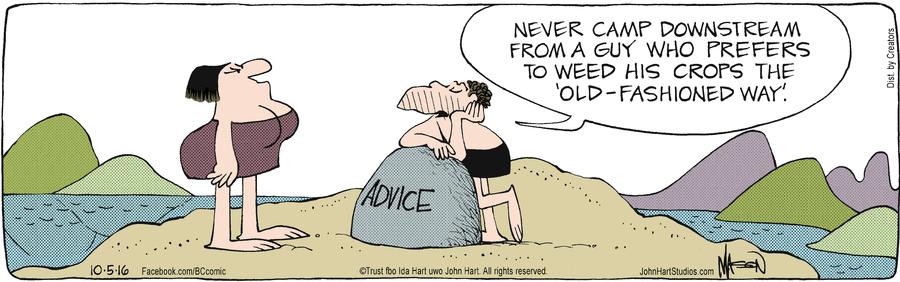 NEVER CAMP DOWNSTREAM
FROM A GUY WHO PREFERS
TO WEED HIS CROPS THE
'OLD-FASHIONED WAY'.
ADVICE
Dist. by Creators
10.5.16
Facebook.com/BCcomic
©Trust fbo Ida Hart uwo John Hart. All rights reserved.
JohnHartStudios.com
MASON